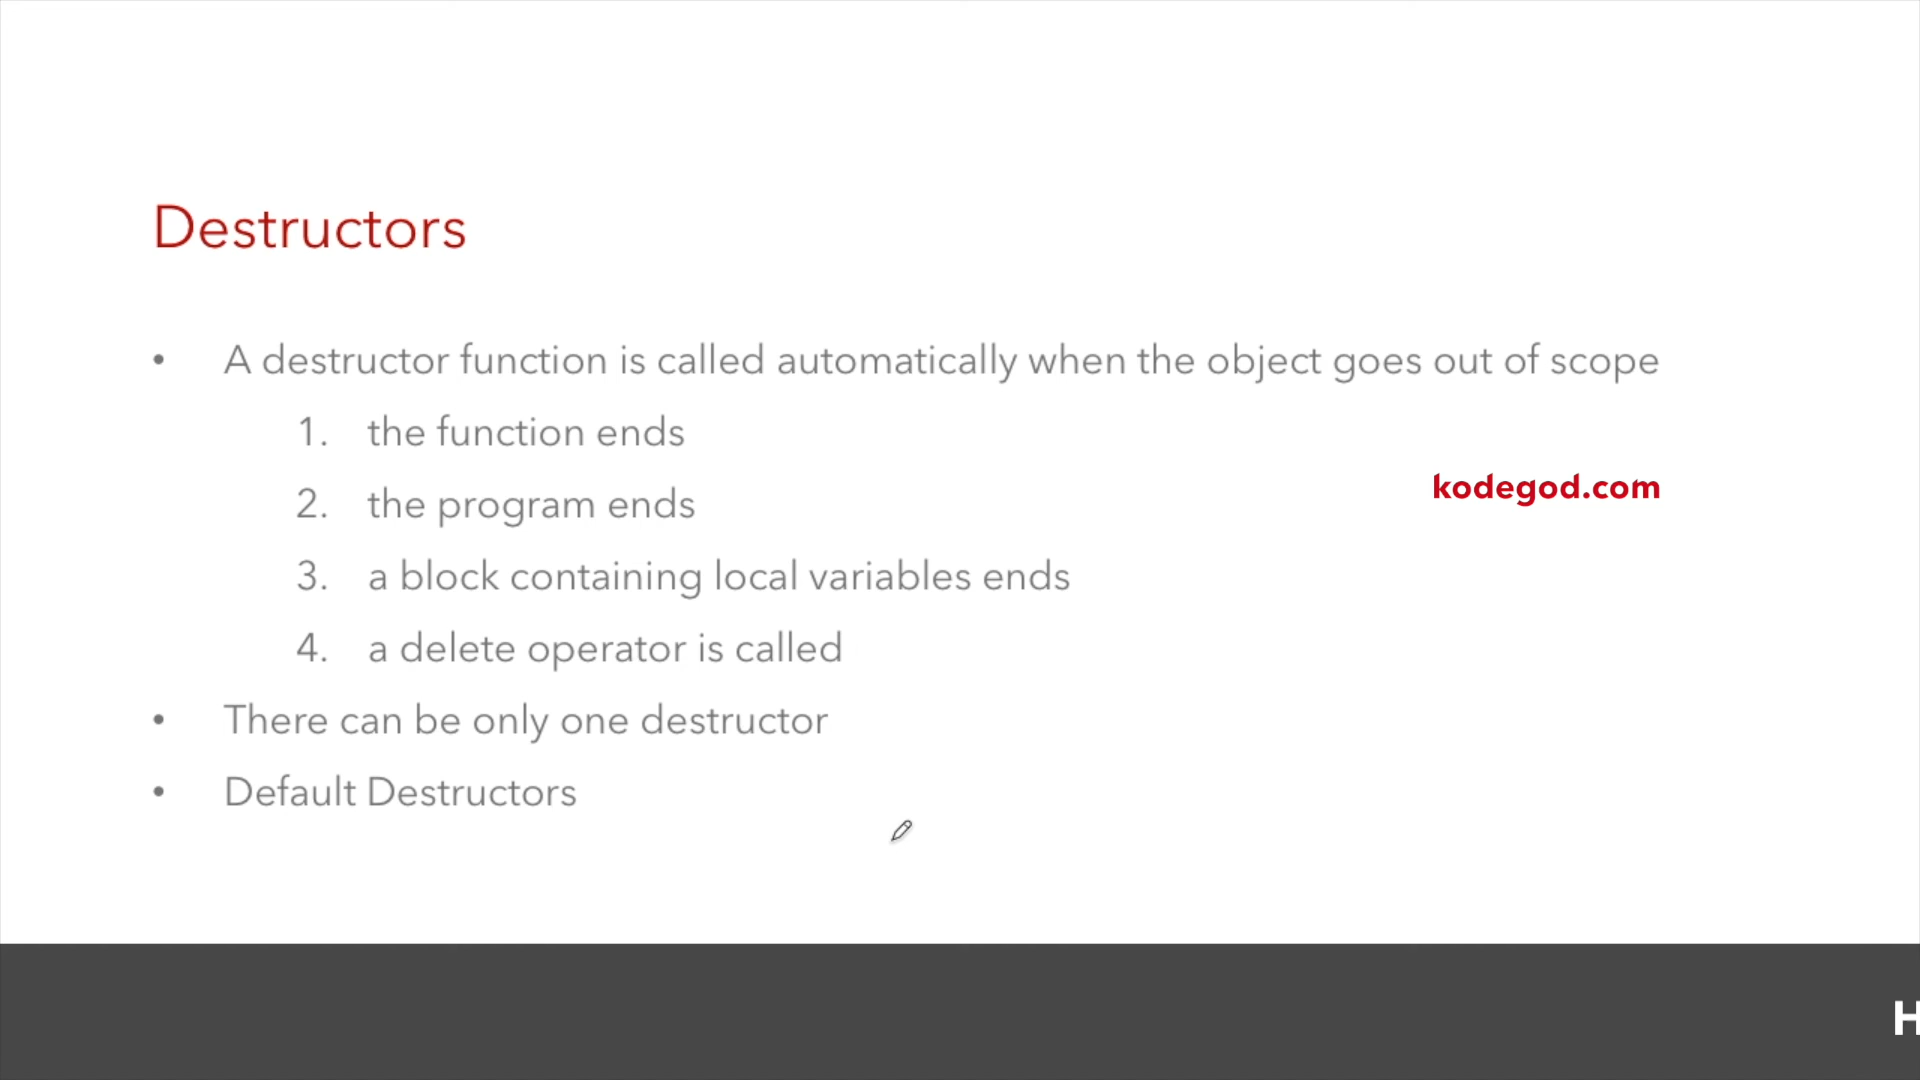 Destructors
• A destructor function is called automatically when the object goes out of scope
1. the function ends
kodegod.com
2. the program ends
3. a block containing local variables ends
4. a delete operator is called
• There can be only one destructor
• Default Destructors
H